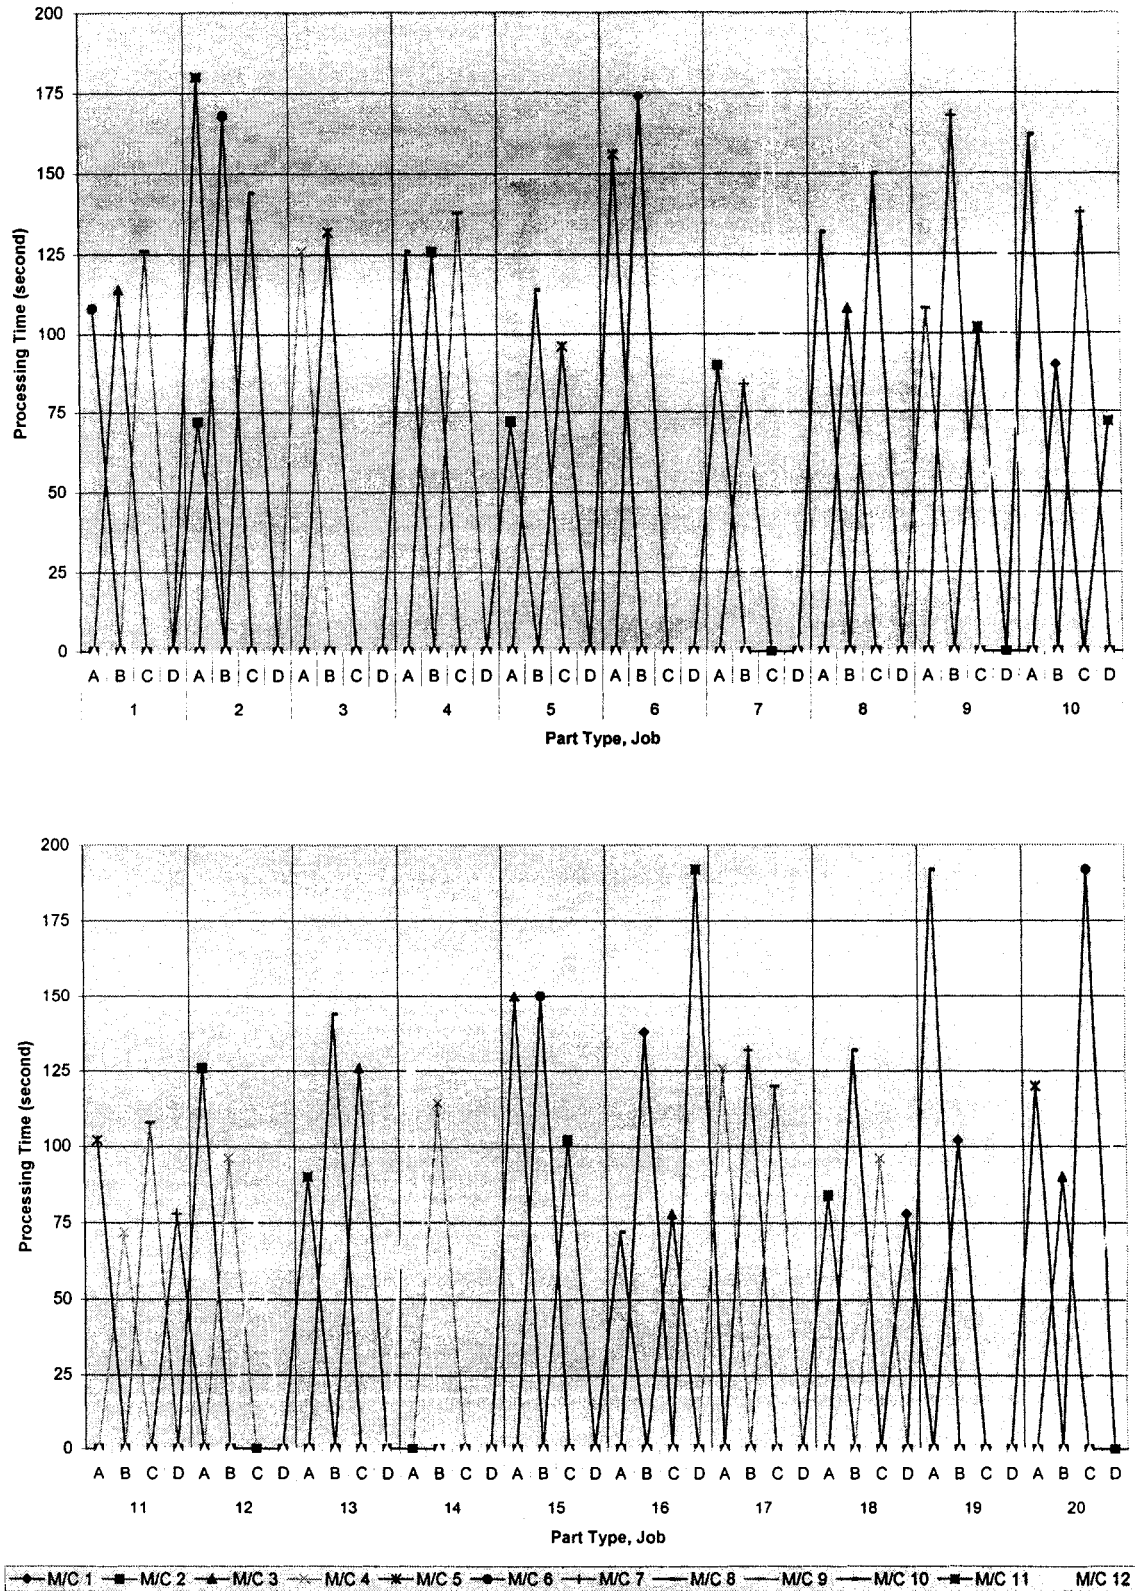 200
175
150
125
100
75
50
25
0
Processing Time (second)
A B C D A B C D A B C D A B C D A B C D A B C D A B C D A B C D A B C D A B C D
1 2 3 4 5 6 7 8 9 10
Part Type, Job
200
175
150
125
100
75
50
25
0
Processing Time (second)
A B C D A B C D A B C D A B C D A B C D A B C D A B C D A B C D A B C D A B C D
11 12 13 14 15 16 17 18 19 20
Part Type, Job
M/C 1 M/C 2 M/C 3 M/C 4 M/C 5 M/C 6 M/C 7 M/C 8 M/C 9 M/C 10 M/C 11 M/C 12